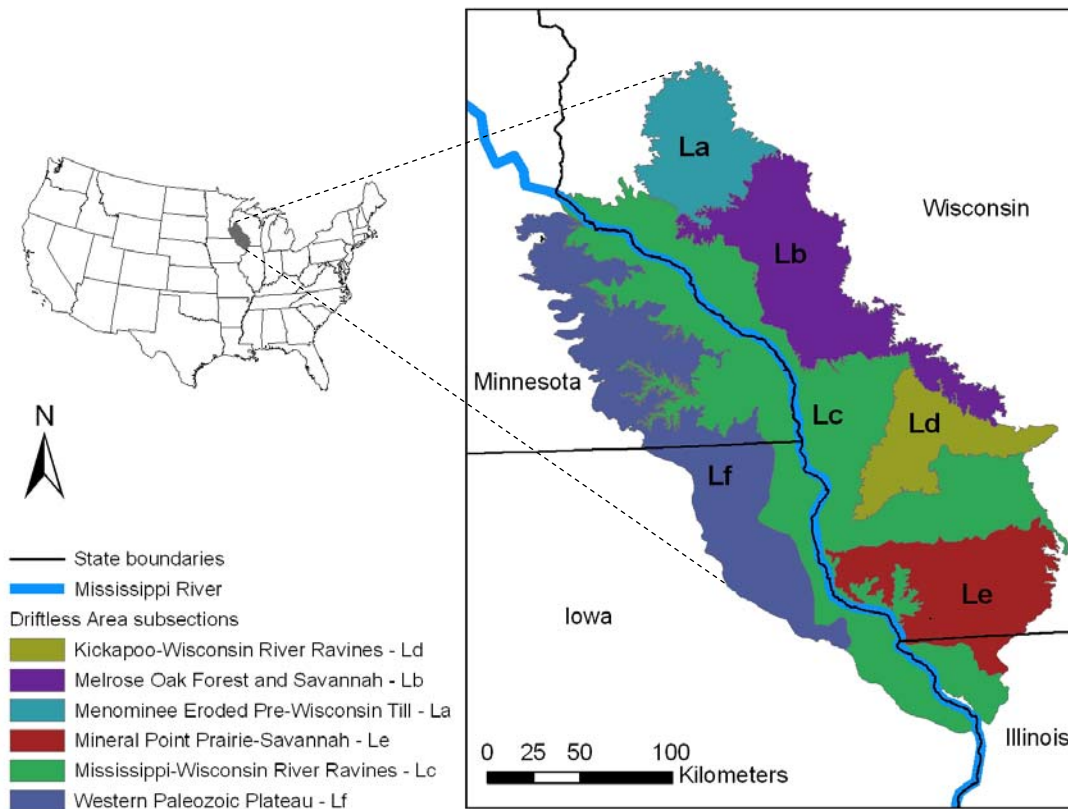 N
State boundaries
Mississippi River
Driftless Area subsections
Kickapoo-Wisconsin River Ravines - Ld
Melrose Oak Forest and Savannah - Lb
Menominee Eroded Pre-Wisconsin Till - La
Mineral Point Prairie-Savannah - Le
Mississippi-Wisconsin River Ravines - Lc
Western Paleozoic Plateau - Lf
La
Wisconsin
Lb
Minnesota
Lc
Ld
Lf
Le
Iowa
Illinois
0 25 50 100
Kilometers